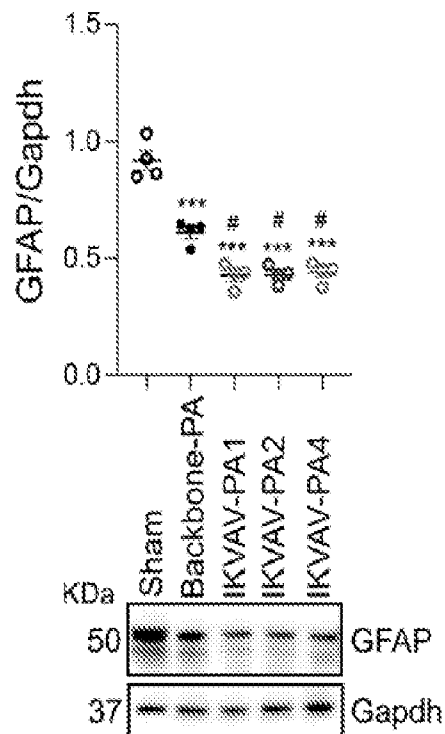 1.5
1.0
0.5
0.0
GFAP/Gapdh
***
#
***
#
***
#
***
Sham
Backbone-PA
IKVAV-PA1
IKVAV-PA2
IKVAV-PA4
KDa
50 GFAP
37 Gapdh